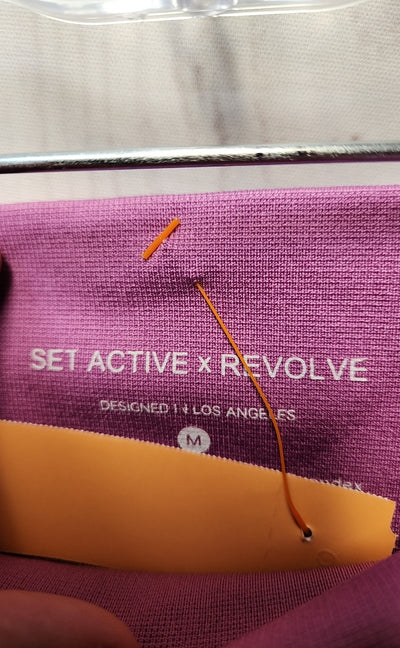 SET ACTIVE x REVOLVE
DESIGNED IN LOS ANGELES
M